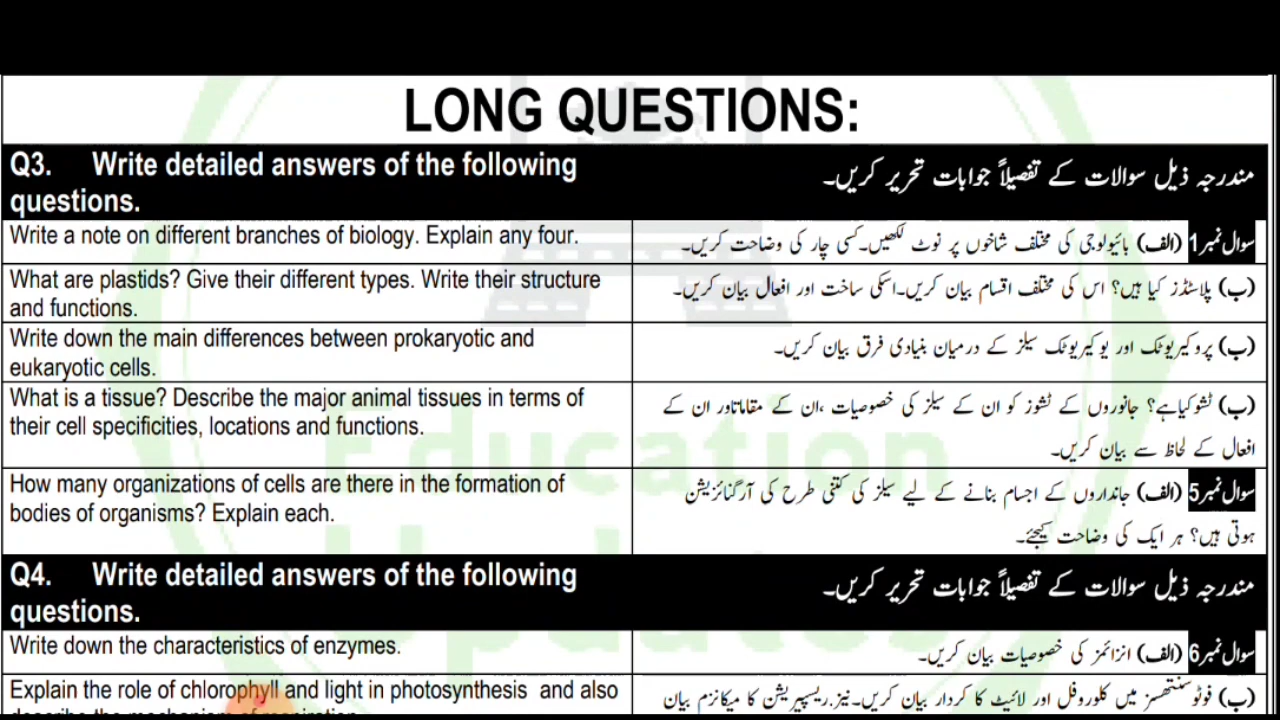 LONG QUESTIONS:
Q3. Write detailed answers of the following
questions.
مندرجہ ذیل سوالات کے تفصیلاً جوابات تحریر کریں۔
Write a note on different branches of biology. Explain any four.
سوال نمبر1 (الف) بائیولوجی کی مختلف شاخوں پر نوٹ لکھیں۔کسی چار کی وضاحت کریں۔
What are plastids? Give their different types. Write their structure
and functions.
(ب) پلاسٹڈز کیا ہیں؟ اس کی مختلف اقسام بیان کریں۔اسکی ساخت اور افعال بیان کریں۔
Write down the main differences between prokaryotic and
eukaryotic cells.
(ب) پروکیریوٹک اور یوکیریوٹک سیلز کے درمیان بنیادی فرق بیان کریں۔
What is a tissue? Describe the major animal tissues in terms of
their cell specificities, locations and functions.
(ب) ٹشوکیاہے؟ جانوروں کے ٹشوز کو ان کے سیلز کی خصوصیات ،ان کے مقاماتاور ان کے
افعال کے لحاظ سے بیان کریں۔
How many organizations of cells are there in the formation of
bodies of organisms? Explain each.
سوال نمبر5 (الف) جانداروں کے اجسام بنانے کے لیے سیلز کی کتنی طرح کی آرگنائزیشن
ہوتی ہیں؟ ہر ایک کی وضاحت کیجئے۔
Q4. Write detailed answers of the following
questions.
مندرجہ ذیل سوالات کے تفصیلاً جوابات تحریر کریں۔
Write down the characteristics of enzymes.
سوال نمبر6 (الف) انزائمز کی خصوصیات بیان کریں۔
Explain the role of chlorophyll and light in photosynthesis and also
describe the mechanism of respiration
(ب) فوٹوسنتھسز میں کلوروفل اور لائیٹ کا کردار بیان کریں۔نیز.ریسپیریشن کا میکانزم بیان
Education
Updates